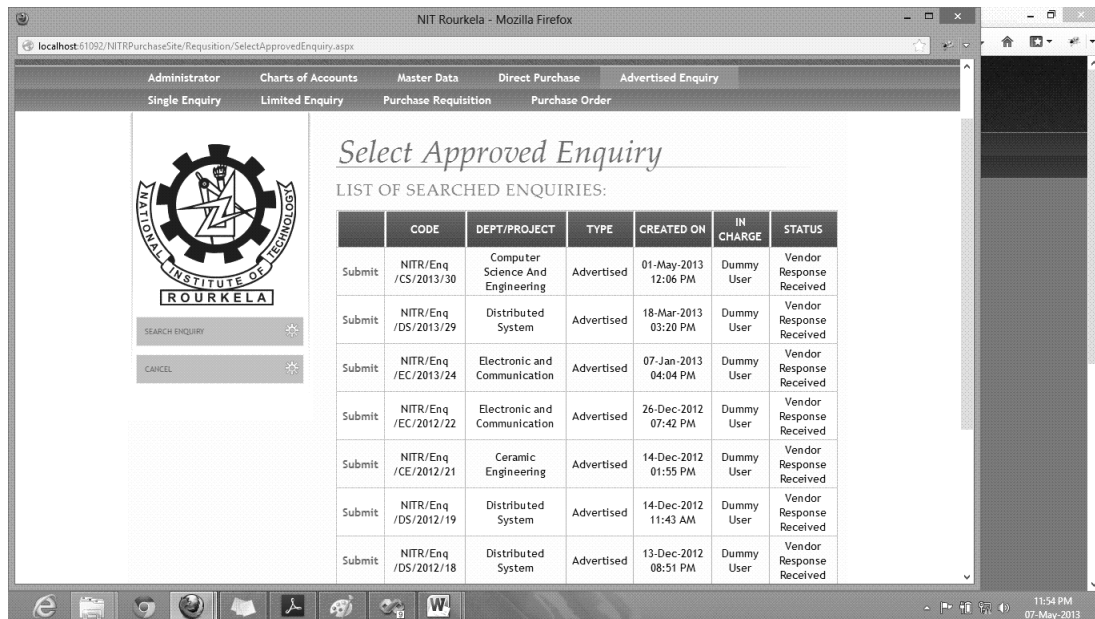 NIT Rourkela - Mozilla Firefox
localhost:61092/NITRPurchaseSite/Requsition/SelectApprovedEnquiry.aspx
Administrator Charts of Accounts Master Data Direct Purchase Advertised Enquiry
Single Enquiry Limited Enquiry Purchase Requisition Purchase Order
NATIONAL INSTITUTE OF TECHNOLOGY
ROURKELA
SEARCH ENQUIRY
CANCEL
Select Approved Enquiry
LIST OF SEARCHED ENQUIRIES:
CODE DEPT/PROJECT TYPE CREATED ON IN CHARGE STATUS
Submit NITR/Enq /CS/2013/30 Computer Science And Engineering Advertised 01-May-2013 12:06 PM Dummy User Vendor Response Received
Submit NITR/Enq /DS/2013/29 Distributed System Advertised 18-Mar-2013 03:20 PM Dummy User Vendor Response Received
Submit NITR/Enq /EC/2013/24 Electronic and Communication Advertised 07-Jan-2013 04:04 PM Dummy User Vendor Response Received
Submit NITR/Enq /EC/2012/22 Electronic and Communication Advertised 26-Dec-2012 07:42 PM Dummy User Vendor Response Received
Submit NITR/Enq /CE/2012/21 Ceramic Engineering Advertised 14-Dec-2012 01:55 PM Dummy User Vendor Response Received
Submit NITR/Enq /DS/2012/19 Distributed System Advertised 14-Dec-2012 11:43 AM Dummy User Vendor Response Received
Submit NITR/Enq /DS/2012/18 Distributed System Advertised 13-Dec-2012 08:51 PM Dummy User Vendor Response Received
11:54 PM
07-May-2013